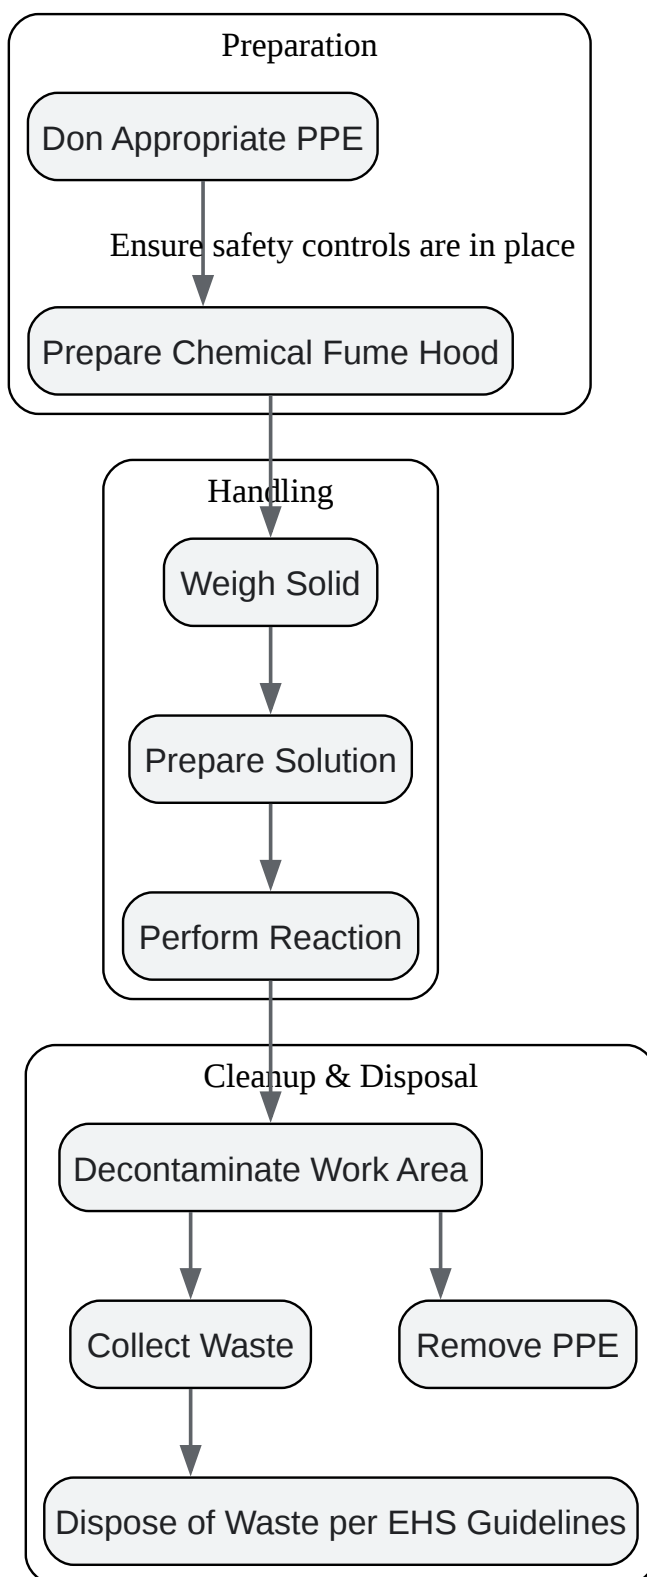 Preparation
Don Appropriate PPE
Ensure safety controls are in place
Prepare Chemical Fume Hood
Handling
Weigh Solid
Prepare Solution
Perform Reaction
Cleanup & Disposal
Decontaminate Work Area
Collect Waste
Remove PPE
Dispose of Waste per EHS Guidelines